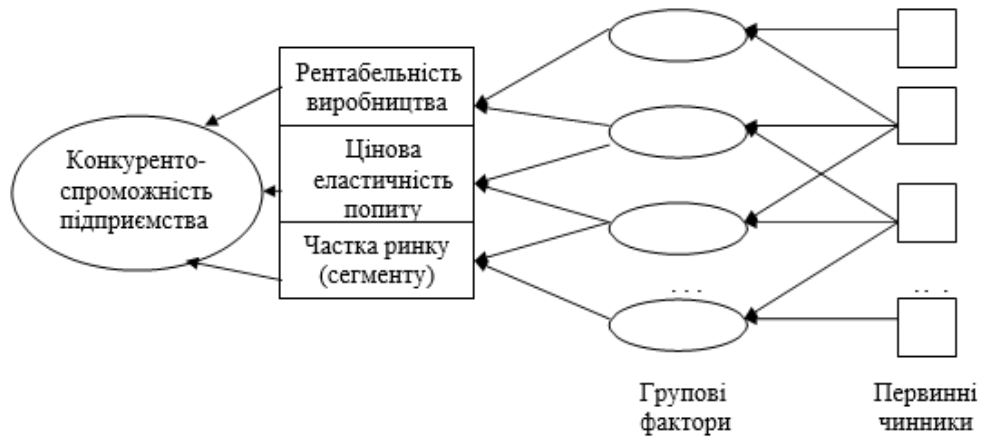 Конкуренто-
спроможність
підприємства
Рентабельність
виробництва
Цінова
еластичність
попиту
Частка ринку
(сегменту)
. . .
. . .
Групові
фактори
Первинні
чинники